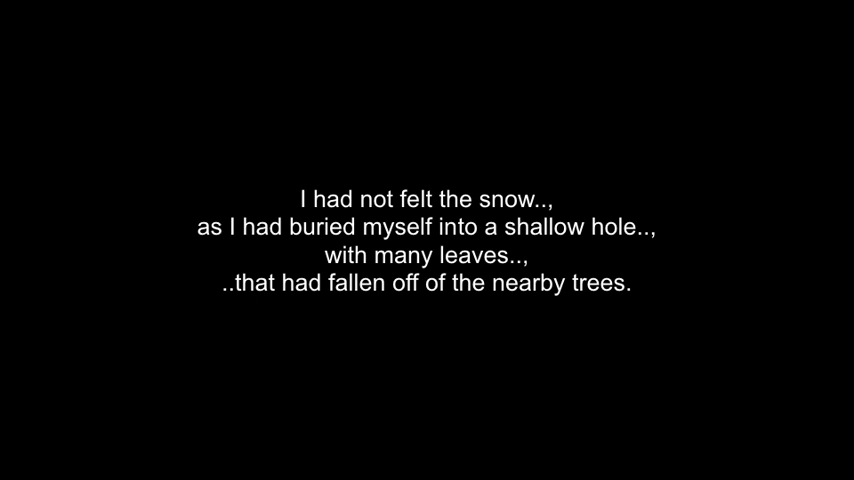 I had not felt the snow..,
as I had buried myself into a shallow hole..,
with many leaves..,
..that had fallen off of the nearby trees.